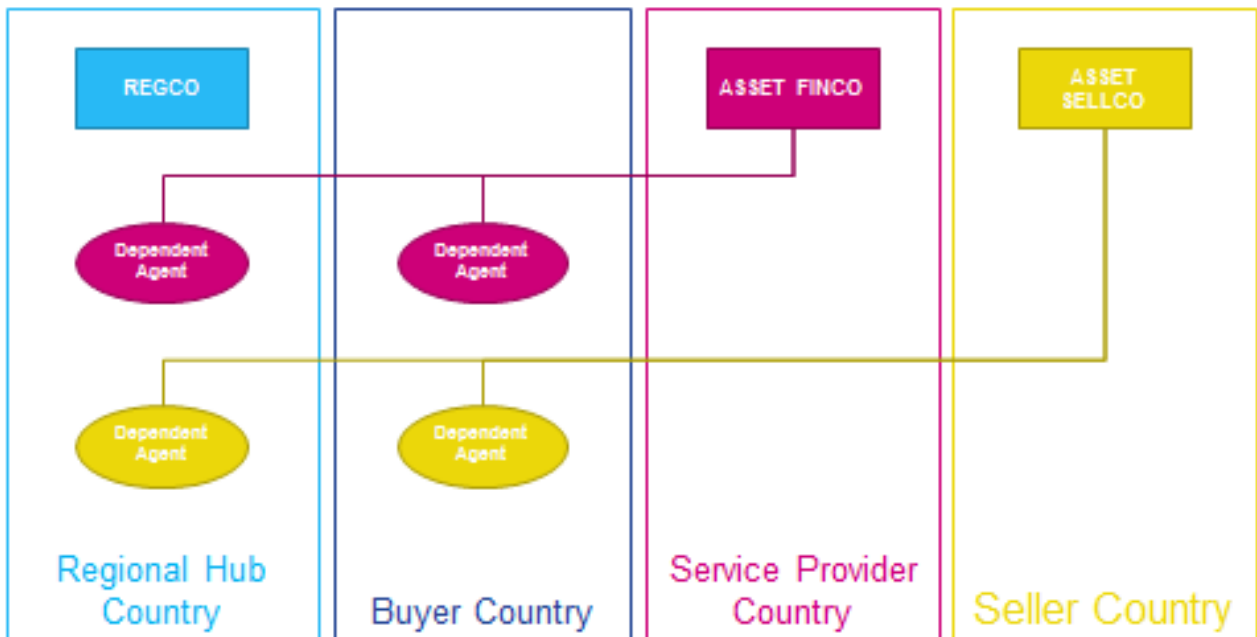 REGCO
ASSET FINCO
ASSET
SELLCO
Dependent
Agent
Dependent
Agent
Dependent
Agent
Dependent
Agent
Regional Hub
Country
Buyer Country
Service Provider
Country
Seller Country